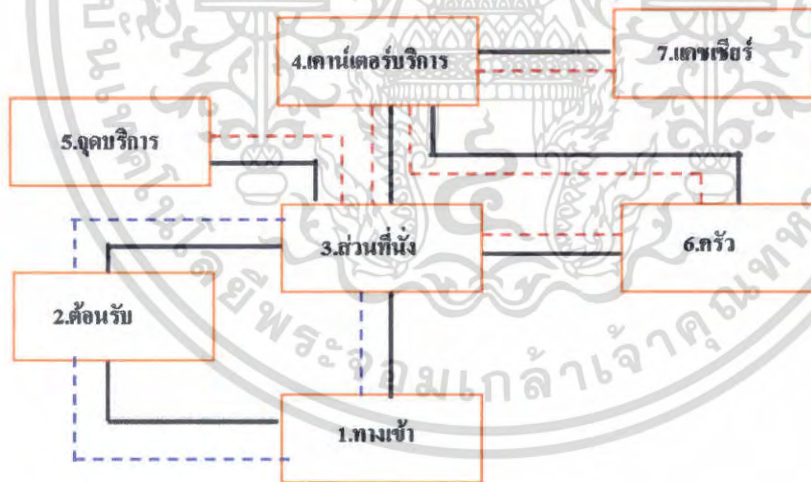 4.เคาน์เตอร์บริการ
7.แคชเชียร์
5.จุดบริการ
3.ส่วนที่นั่ง
6.ครัว
2.ต้อนรับ
1.ทางเข้า